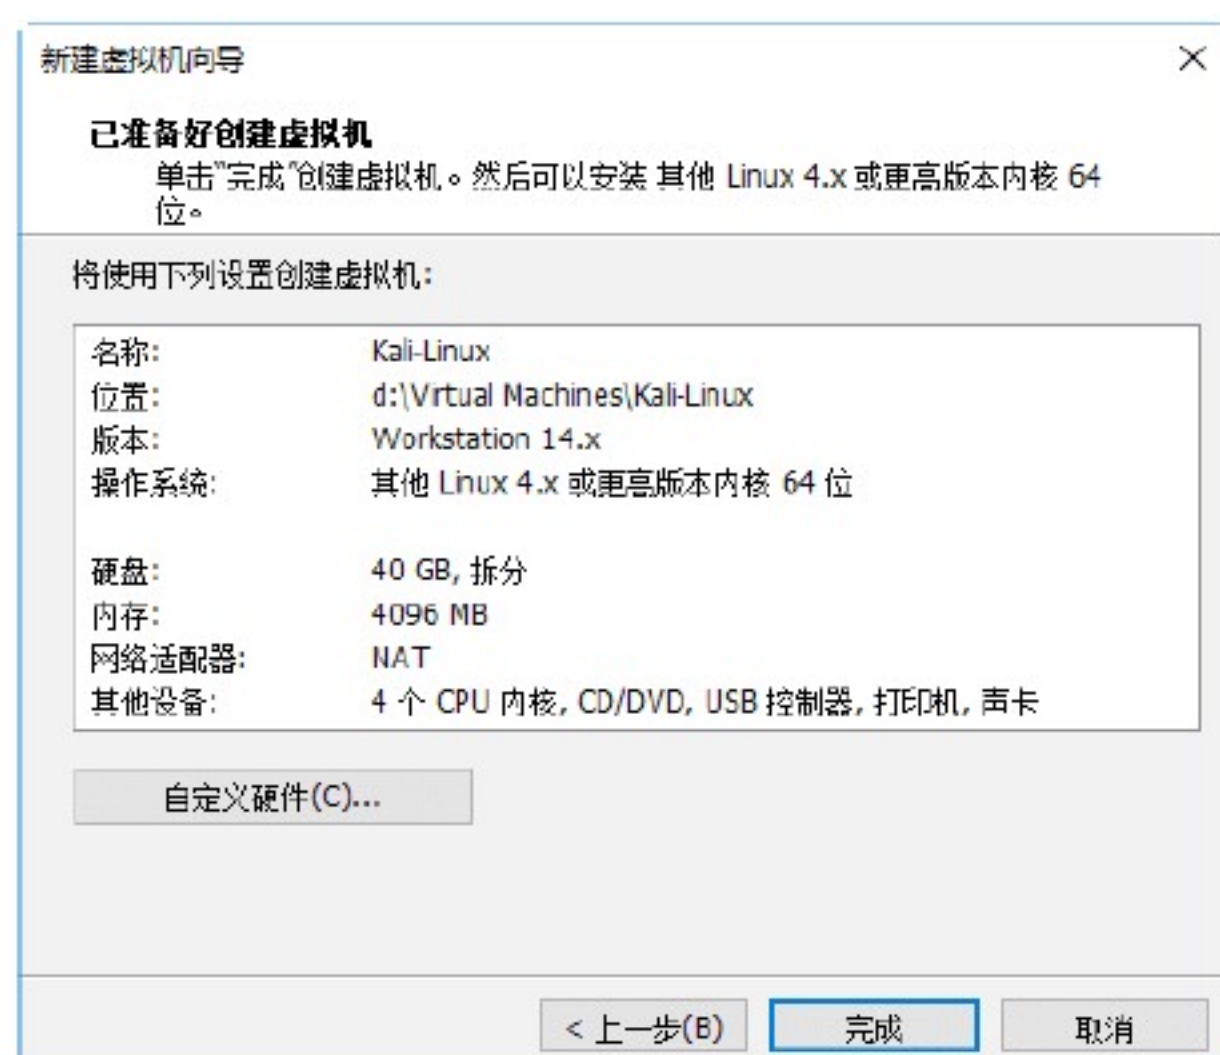 新建虚拟机向导
已准备好创建虚拟机
单击"完成"创建虚拟机。然后可以安装 其他 Linux 4.x 或更高版本内核 64
位。
将使用下列设置创建虚拟机:
名称: Kali-Linux
位置: d:\Virtual Machines\Kali-Linux
版本: Workstation 14.x
操作系统: 其他 Linux 4.x 或更高版本内核 64 位
硬盘: 40 GB, 拆分
内存: 4096 MB
网络适配器: NAT
其他设备: 4 个 CPU 内核, CD/DVD, USB 控制器, 打印机, 声卡
自定义硬件(C)...
< 上一步(B) 完成 取消